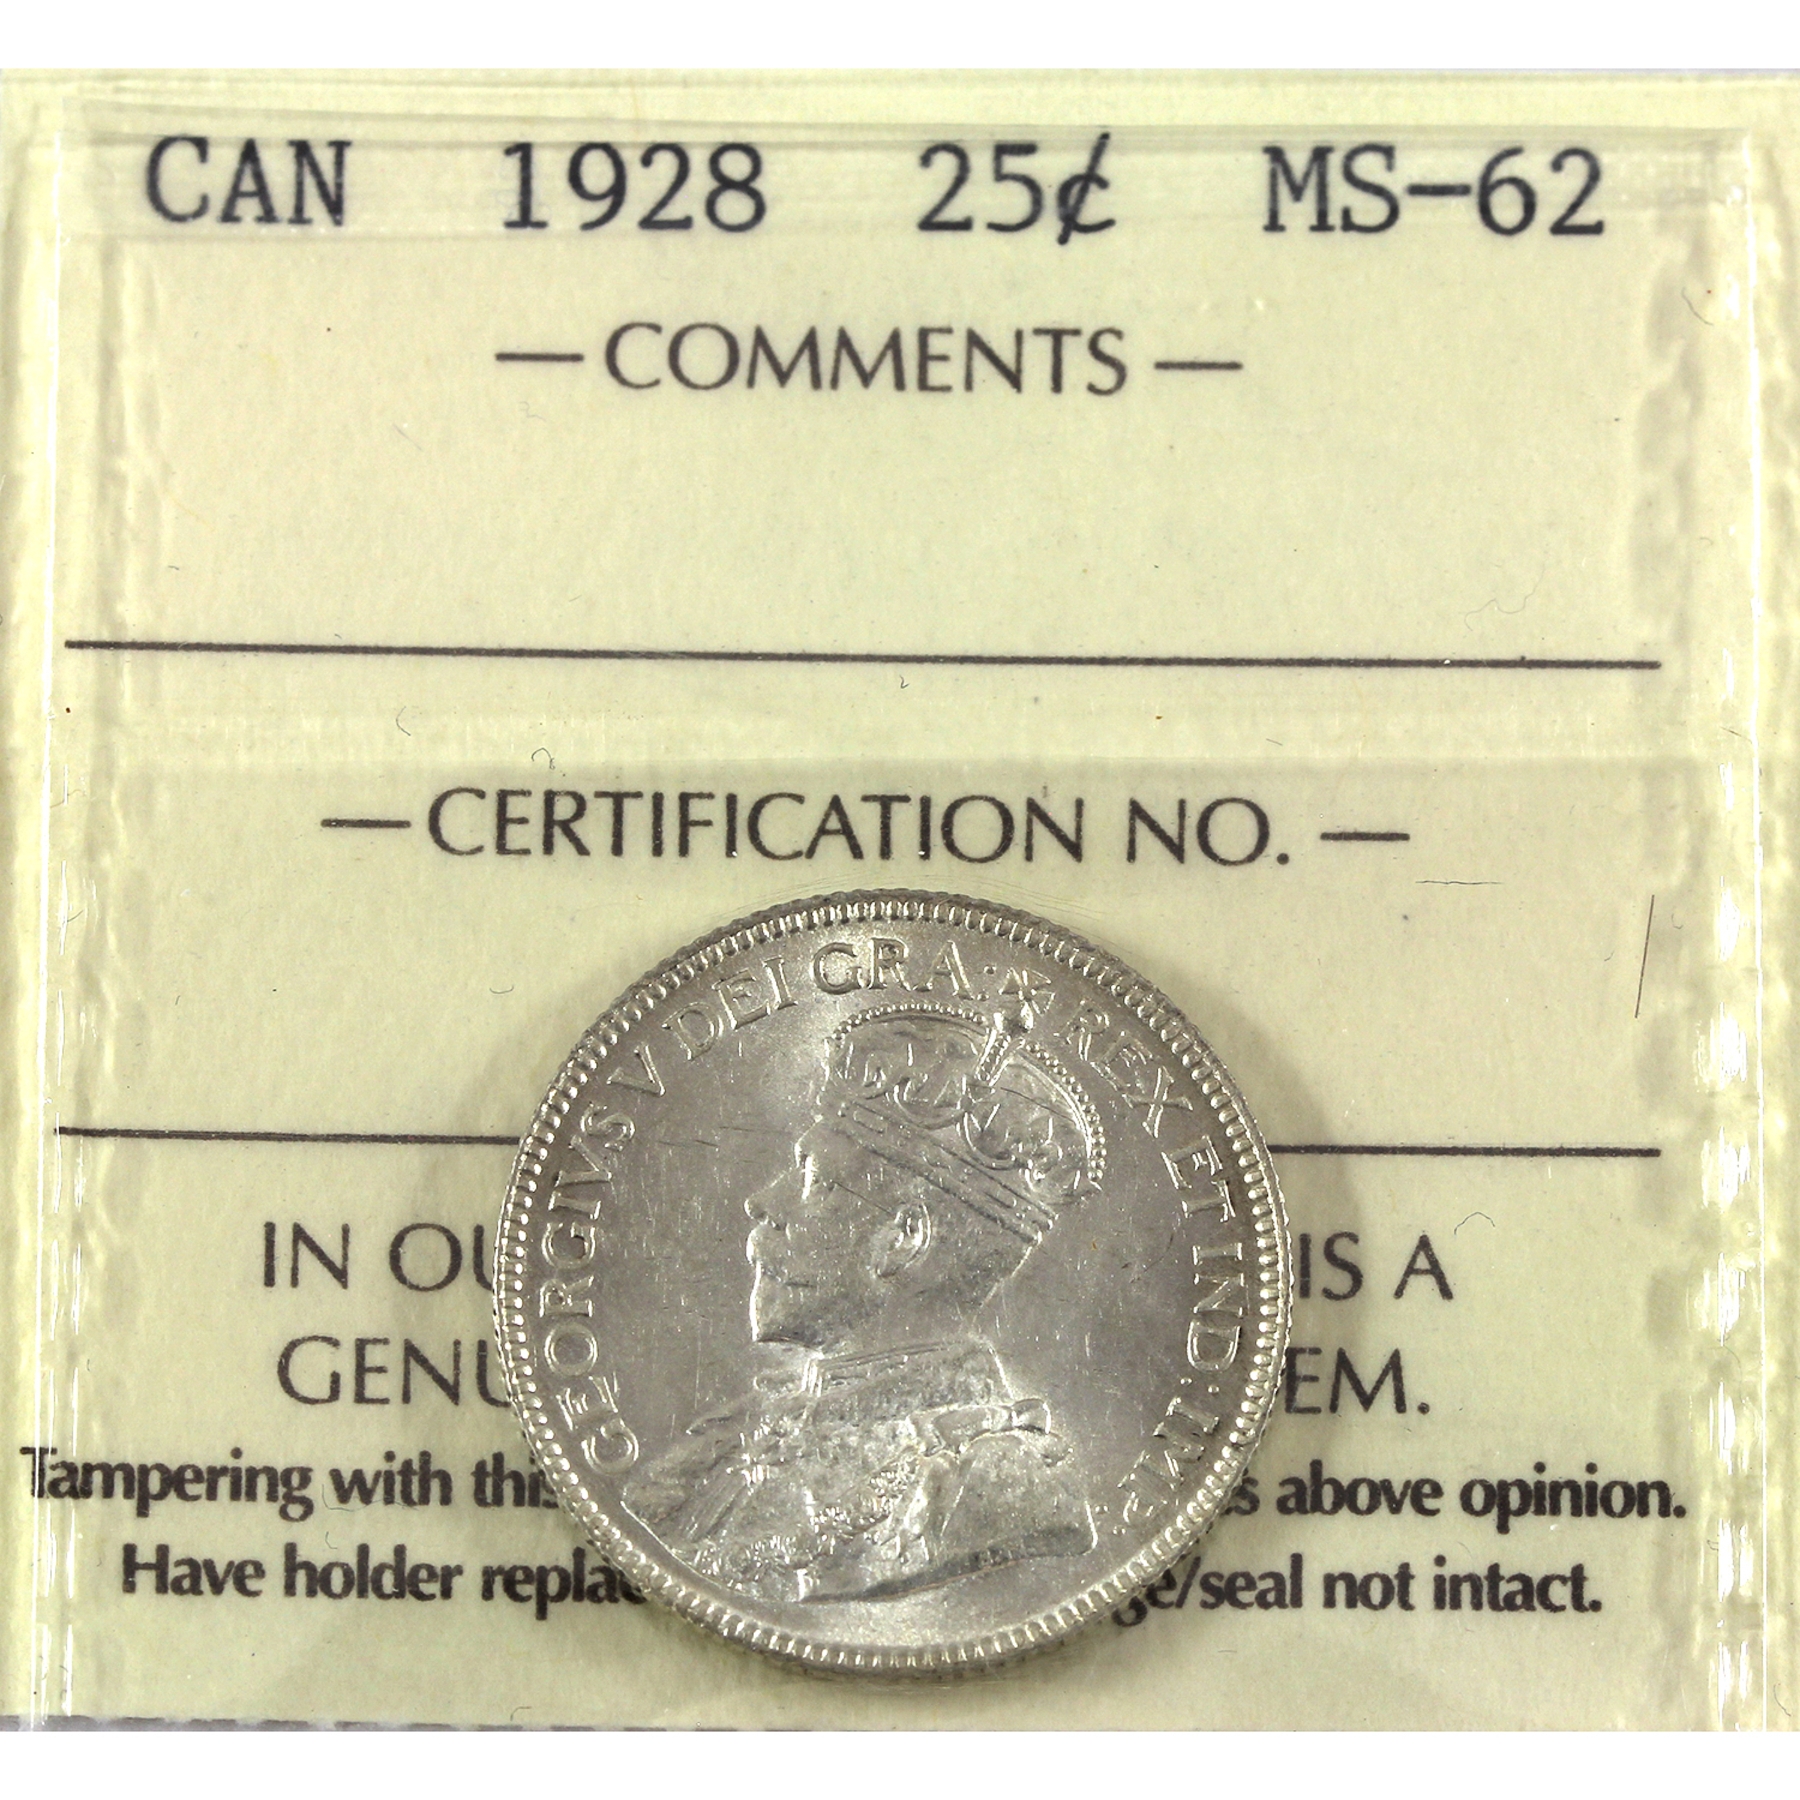 CAN 1928 25¢ MS-62
— COMMENTS —
— CERTIFICATION NO. —
GEORGIVS V DEI GRA: REX ET IND: IMP:
IN OU IS A
GENU EM.
Tampering with this s above opinion.
Have holder replac ge/seal not intact.